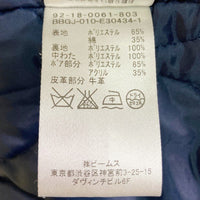 92-18-0061-803
BBGJ-010-E30434-1
表地 ポリエステル 65%
綿 35%
裏地 ポリエステル 100%
中わた ポリエステル 100%
ボア部分 ポリエステル 65%
アクリル 35%
皮革部分 牛革
㈱ビームス
東京都渋谷区神宮前3-25-15
ダヴィンチビル6F